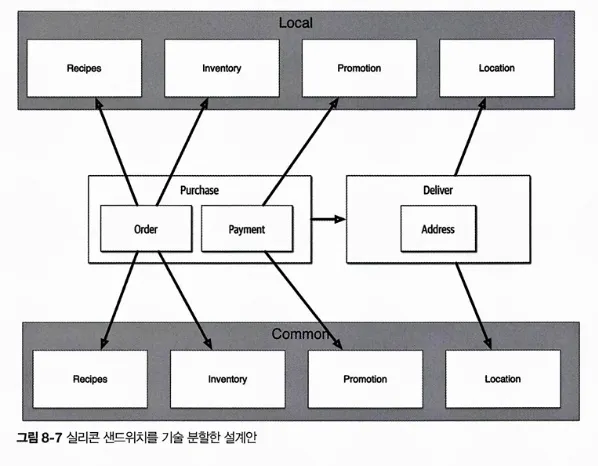 Local
Recipes
Inventory
Promotion
Location
Purchase
Deliver
Order
Payment
Address
Common
Recipes
Inventory
Promotion
Location
그림 8-7 실리콘 샌드위치를 기술 분할한 설계안